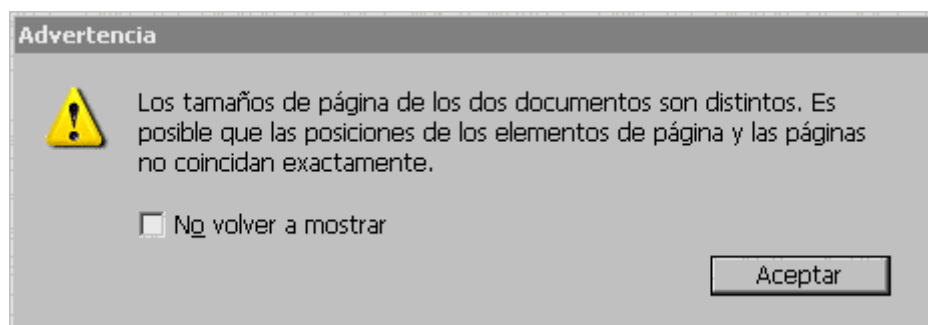 Advertencia
Los tamaños de página de los dos documentos son distintos. Es
posible que las posiciones de los elementos de página y las páginas
no coincidan exactamente.
No volver a mostrar
Aceptar